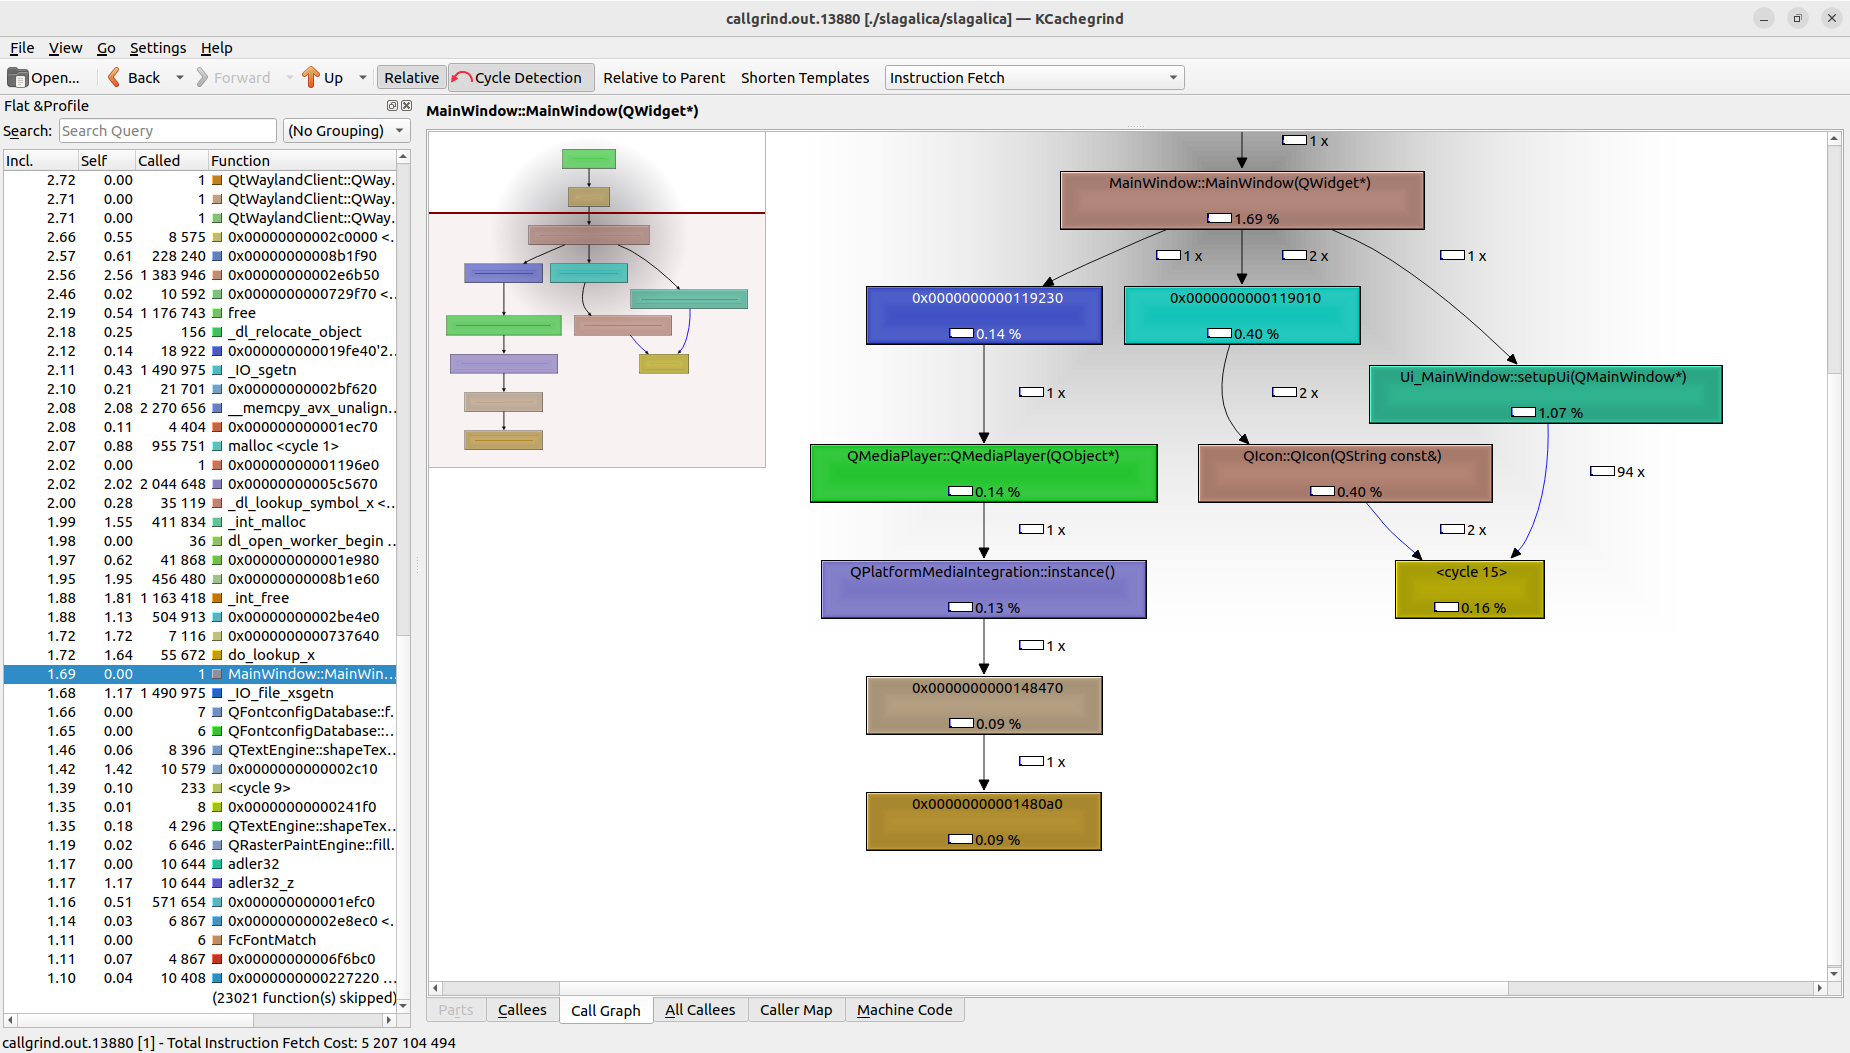 callgrind.out.13880 [./slagalica/slagalica] — KCachegrind
File View Go Settings Help
Open... Back Forward Up Relative Cycle Detection Relative to Parent Shorten Templates Instruction Fetch
Flat &Profile
Search: Search Query (No Grouping)
Incl. Self Called Function
2.72 0.00 1 QtWaylandClient::QWay.
2.71 0.00 1 QtWaylandClient::QWay.
2.71 0.00 1 QtWaylandClient::QWay.
2.66 0.55 8 575 0x00000000002c0000 <.
2.57 0.61 228 240 0x00000000008b1f90
2.56 2.56 1 383 946 0x00000000002e6b50
2.46 0.02 10 592 0x0000000000729f70 <.
2.19 0.54 1 176 743 free
2.18 0.25 156 _dl_relocate_object
2.12 0.14 18 922 0x000000000019fe40'2..
2.11 0.43 1 490 975 _IO_sgetn
2.10 0.21 21 701 0x00000000002bf620
2.08 2.08 2 270 656 __memcpy_avx_unalign..
2.08 0.11 4 404 0x000000000001ec70
2.07 0.88 955 751 malloc <cycle 1>
2.02 0.00 1 0x00000000001196e0
2.02 2.02 2 044 648 0x00000000005c5670
2.00 0.28 35 119 _dl_lookup_symbol_x <..
1.99 1.55 411 834 _int_malloc
1.98 0.00 36 dl_open_worker_begin ..
1.97 0.62 41 868 0x000000000001e980
1.95 1.95 456 480 0x00000000008b1e60
1.88 1.81 1 163 418 _int_free
1.88 1.13 504 913 0x00000000002be4e0
1.72 1.72 7 116 0x0000000000737640
1.72 1.64 55 672 do_lookup_x
1.69 0.00 1 MainWindow::MainWin...
1.68 1.17 1 490 975 _IO_file_xsgetn
1.66 0.00 7 QFontconfigDatabase::f.
1.65 0.00 6 QFontconfigDatabase::..
1.46 0.06 8 396 QTextEngine::shapeTex..
1.42 1.42 10 579 0x0000000000002c10
1.39 0.10 233 <cycle 9>
1.35 0.01 8 0x00000000000241f0
1.35 0.18 4 296 QTextEngine::shapeTex..
1.19 0.02 6 646 QRasterPaintEngine::fill.
1.17 0.00 10 644 adler32
1.17 1.17 10 644 adler32_z
1.16 0.51 571 654 0x000000000001efc0
1.14 0.03 6 867 0x00000000002e8ec0 <.
1.11 0.00 6 FcFontMatch
1.11 0.07 4 867 0x00000000006f6bc0
1.10 0.04 10 408 0x0000000000227220 ...
(23021 function(s) skipped)
MainWindow::MainWindow(QWidget*)
1 x
MainWindow::MainWindow(QWidget*)
1.69 %
1 x 2 x 1 x
0x0000000000119230
0.14 %
0x0000000000119010
0.40 %
Ui_MainWindow::setupUi(QMainWindow*)
1.07 %
1 x 2 x
QMediaPlayer::QMediaPlayer(QObject*)
0.14 %
QIcon::QIcon(QString const&)
0.40 %
94 x
1 x 2 x
QPlatformMediaIntegration::instance()
0.13 %
<cycle 15>
0.16 %
1 x
0x0000000000148470
0.09 %
1 x
0x00000000001480a0
0.09 %
Parts Callees Call Graph All Callees Caller Map Machine Code
callgrind.out.13880 [1] - Total Instruction Fetch Cost: 5 207 104 494